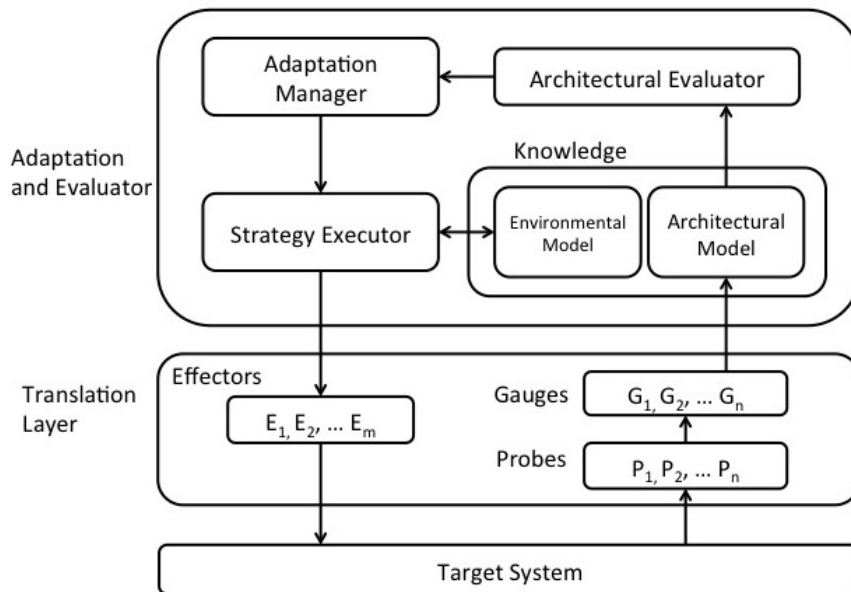 Adaptation
Manager
Architectural Evaluator
Adaptation
and Evaluator
Knowledge
Strategy Executor
Environmental
Model
Architectural
Model
Translation
Layer
Effectors
E1, E2, ... Em
Gauges
G1, G2, ... Gn
Probes
P1, P2, ... Pn
Target System